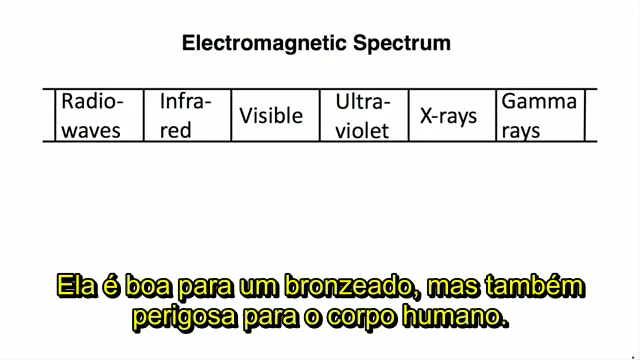 Electromagnetic Spectrum
Radio- Infra- Visible Ultra- X-rays Gamma
waves red violet rays
Ela é boa para um bronzeado, mas também
perigosa para o corpo humano.